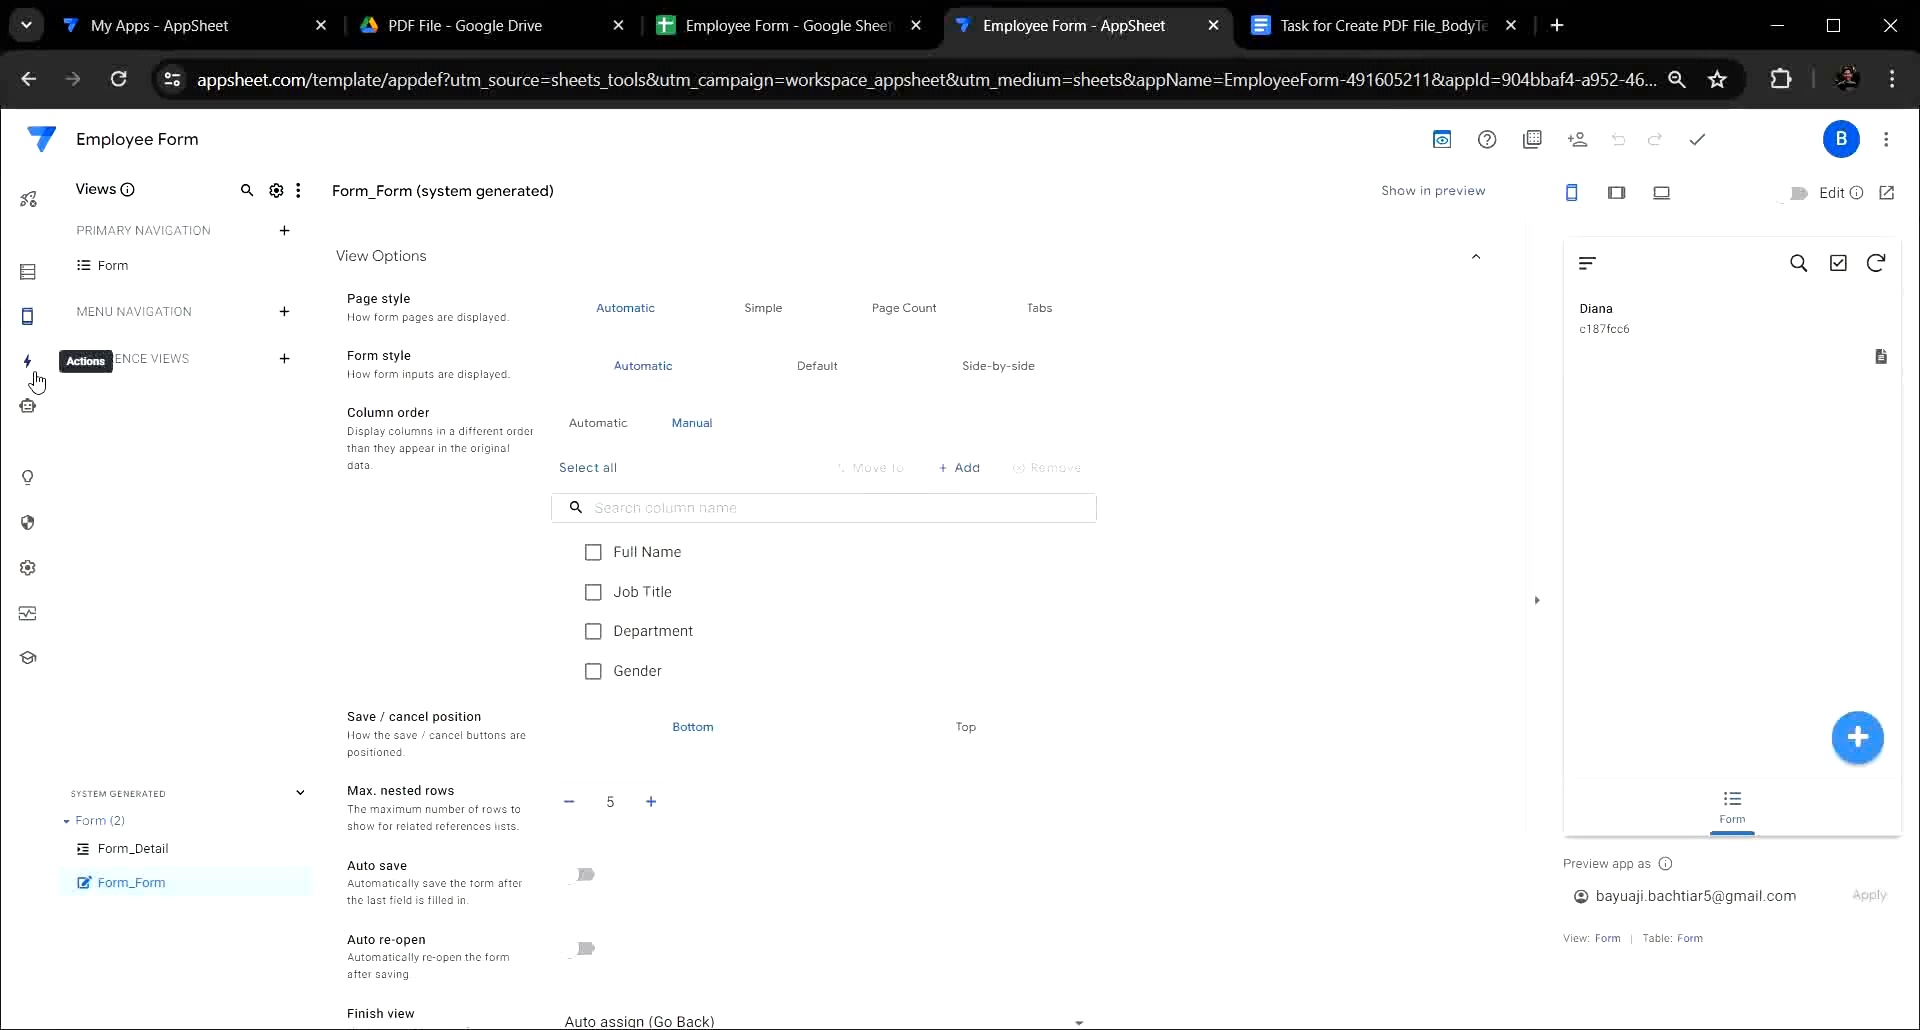 My Apps - AppSheet
PDF File - Google Drive
Employee Form - Google Shee
Employee Form - AppSheet
Task for Create PDF File_BodyTe
appsheet.com/template/appdef?utm_source=sheets_tools&utm_campaign=workspace_appsheet&utm_medium=sheets&appName=EmployeeForm-491605211&appId=904bbaf4-a952-46...
Employee Form
B
Views
Form_Form (system generated)
Show in preview
Edit
PRIMARY NAVIGATION
Form
MENU NAVIGATION
Actions
ENCE VIEWS
View Options
Page style
How form pages are displayed.
Automatic
Simple
Page Count
Tabs
Form style
How form inputs are displayed.
Automatic
Default
Side-by-side
Column order
Display columns in a different order
than they appear in the original
data.
Automatic
Manual
Select all
Move To
+ Add
Remove
Search column name
Full Name
Job Title
Department
Gender
Save / cancel position
How the save / cancel buttons are
positioned.
Bottom
Top
Max. nested rows
The maximum number of rows to
show for related references lists.
5
Auto save
Automatically save the form after
the last field is filled in.
Auto re-open
Automatically re-open the form
after saving
Finish view
Auto assign (Go Back)
SYSTEM GENERATED
Form (2)
Form_Detail
Form_Form
Diana
c187fcc6
Form
Preview app as
bayuaji.bachtiar5@gmail.com
Apply
View: Form | Table: Form